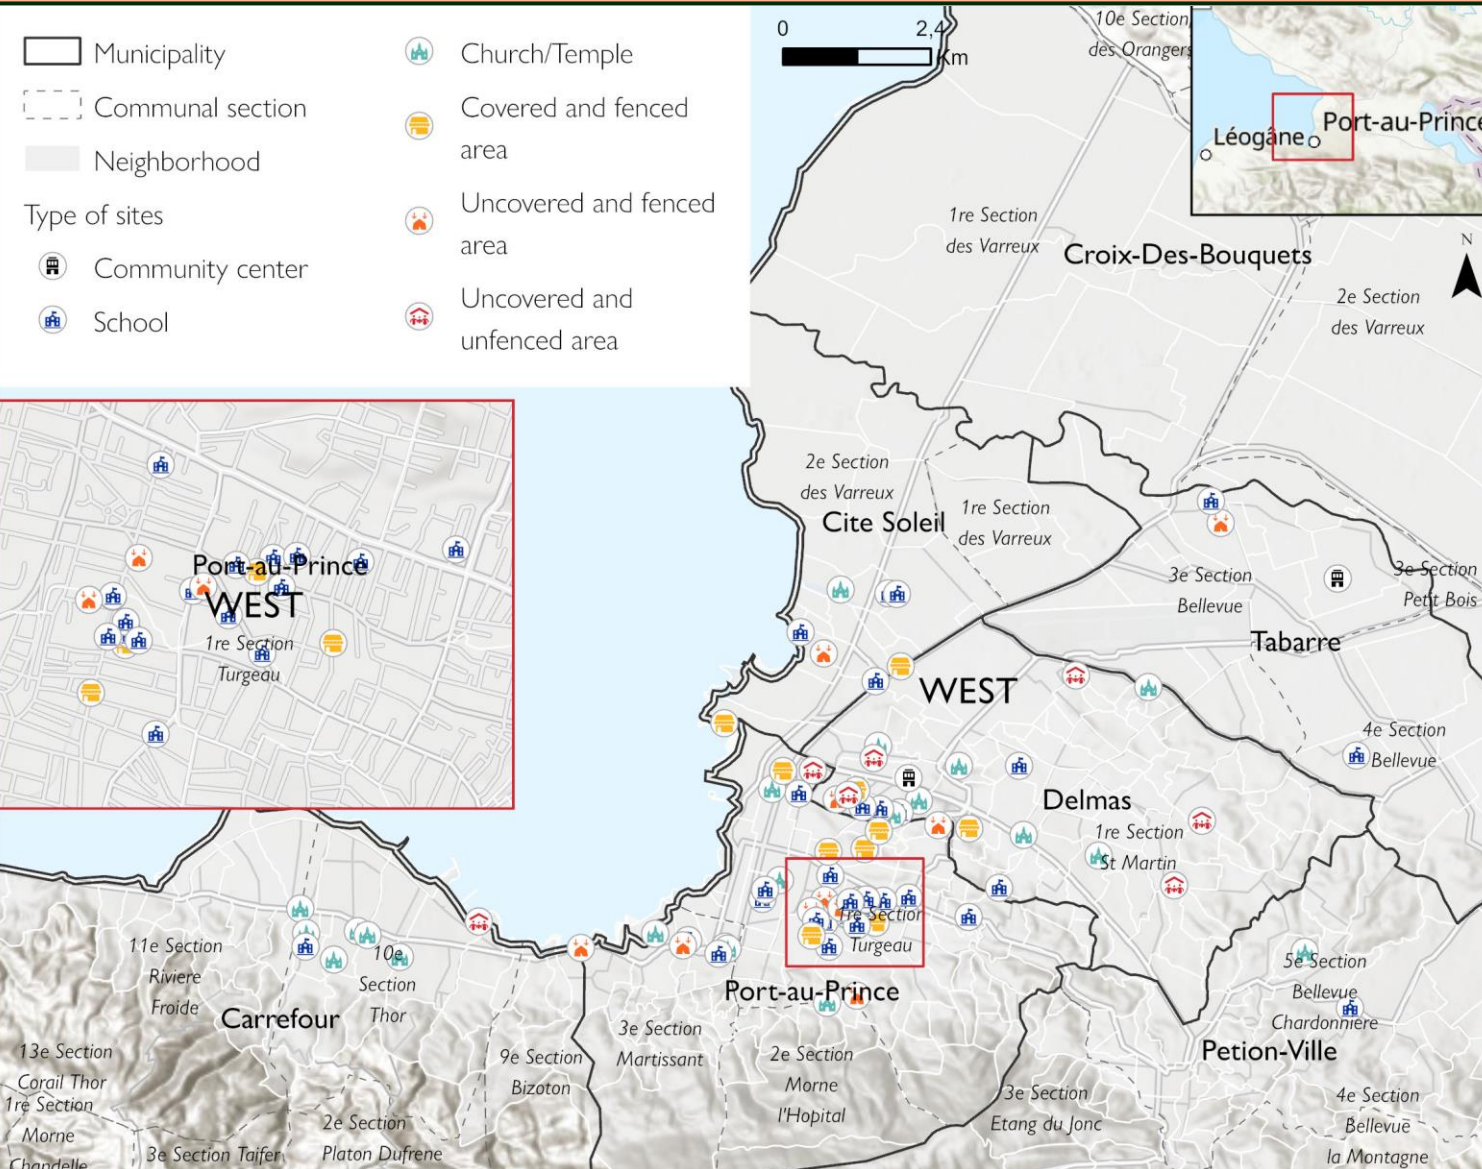 Municipality
Communal section
Neighborhood
Type of sites
Community center
School
Church/Temple
Covered and fenced
area
Uncovered and fenced
area
Uncovered and
unfenced area
0 2,4
Km
10e Section
des Orangers
Léogâne
Port-au-Prince
N
1re Section
des Varreux
Croix-Des-Bouquets
2e Section
des Varreux
2e Section
des Varreux
Cite Soleil
1re Section
des Varreux
3e Section
Bellevue
3e Section
Petit Bois
Tabarre
WEST
4e Section
Bellevue
Delmas
1re Section
St Martin
Port-au-Prince
WEST
1re Section
Turgeau
1re Section
Turgeau
Port-au-Prince
5e Section
Bellevue
Chardonniere
Petion-Ville
11e Section
Riviere
Froide
10e
Section
Thor
Carrefour
13e Section
Corail Thor
1re Section
Morne
Chandelle
3e Section Taifer
2e Section
Platon Dufrene
9e Section
Bizoton
3e Section
Martissant
2e Section
Morne
l'Hopital
3e Section
Etang du Jonc
4e Section
Bellevue
la Montagne